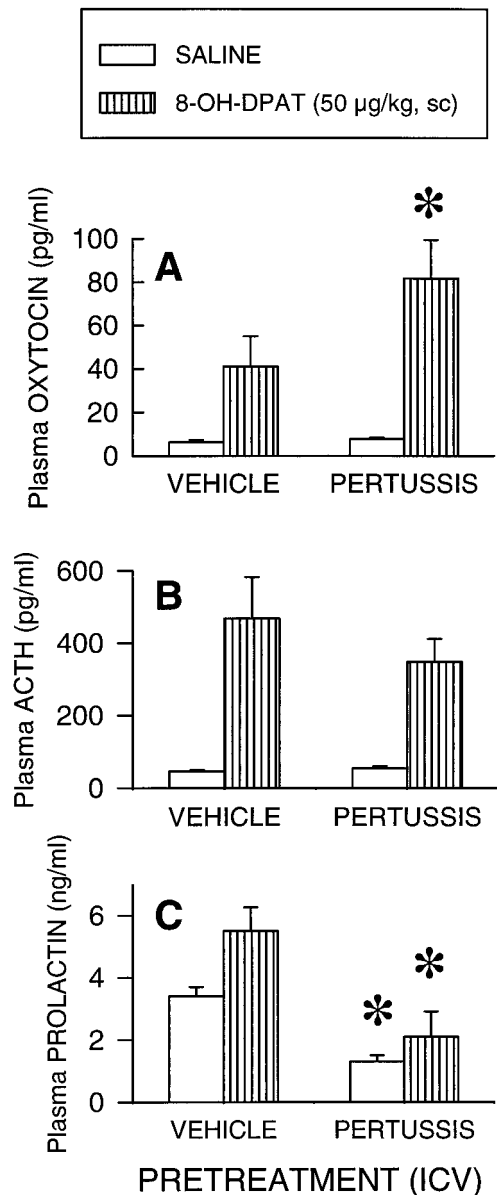 SALINE
8-OH-DPAT (50 µg/kg, sc)
Plasma OXYTOCIN (pg/ml)
A
*
100
80
60
40
20
0
VEHICLE PERTUSSIS
Plasma ACTH (pg/ml)
B
600
400
200
0
VEHICLE PERTUSSIS
Plasma PROLACTIN (ng/ml)
C
* *
6
4
2
0
VEHICLE PERTUSSIS
PRETREATMENT (ICV)